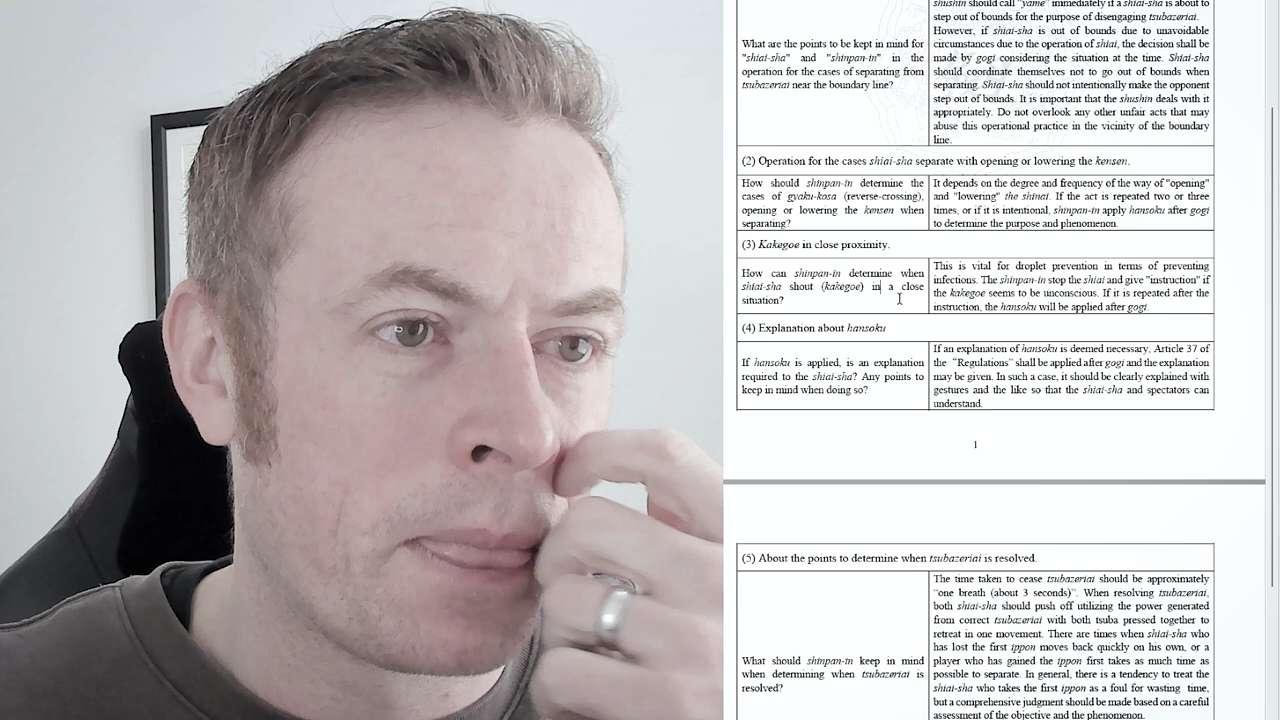 shushin should call "yame" immediately if a shiai-sha is about to
step out of bounds for the purpose of disengaging tsubazeriai.
However, if shiai-sha is out of bounds due to unavoidable
circumstances due to the operation of shiai, the decision shall be
made by gogi considering the situation at the time. Shiai-sha
should coordinate themselves not to go out of bounds when
separating. Shiai-sha should not intentionally make the opponent
step out of bounds. It is important that the shushin deals with it
appropriately. Do not overlook any other unfair acts that may
abuse this operational practice in the vicinity of the boundary
line.
What are the points to be kept in mind for
"shiai-sha" and "shinpan-in" in the
operation for the cases of separating from
tsubazeriai near the boundary line?
(2) Operation for the cases shiai-sha separate with opening or lowering the kensen.
How should shinpan-in determine the
cases of gyaku-kosa (reverse-crossing),
opening or lowering the kensen when
separating?
It depends on the degree and frequency of the way of "opening"
and "lowering" the shinai. If the act is repeated two or three
times, or if it is intentional, shinpan-in apply hansoku after gogi
to determine the purpose and phenomenon.
(3) Kakegoe in close proximity.
How can shinpan-in determine when
shiai-sha shout (kakegoe) in a close
situation?
This is vital for droplet prevention in terms of preventing
infections. The shinpan-in stop the shiai and give "instruction" if
the kakegoe seems to be unconscious. If it is repeated after the
instruction, the hansoku will be applied after gogi.
(4) Explanation about hansoku
If hansoku is applied, is an explanation
required to the shiai-sha? Any points to
keep in mind when doing so?
If an explanation of hansoku is deemed necessary, Article 37 of
the "Regulations" shall be applied after gogi and the explanation
may be given. In such a case, it should be clearly explained with
gestures and the like so that the shiai-sha and spectators can
understand.
1
(5) About the points to determine when tsubazeriai is resolved.
What should shinpan-in keep in mind
when determining when tsubazeriai is
resolved?
The time taken to cease tsubazeriai should be approximately
"one breath (about 3 seconds)". When resolving tsubazeriai,
both shiai-sha should push off utilizing the power generated
from correct tsubazeriai with both tsuba pressed together to
retreat in one movement. There are times when shiai-sha who
has lost the first ippon moves back quickly on his own, or a
player who has gained the ippon first takes as much time as
possible to separate. In general, there is a tendency to treat the
shiai-sha who takes the first ippon as a foul for wasting time,
but a comprehensive judgment should be made based on a careful
assessment of the objective and the phenomenon.